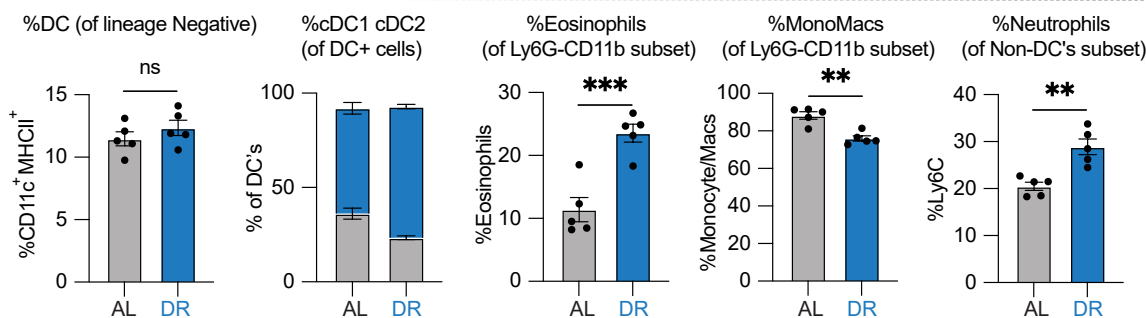 %DC (of lineage Negative)
ns
%CD11c+MHCII+
15
10
5
0
AL DR
%cDC1 cDC2
(of DC+ cells)
% of DC's
100
50
0
AL DR
%Eosinophils
(of Ly6G-CD11b subset)
***
%Eosinophils
30
20
10
0
AL DR
%MonoMacs
(of Ly6G-CD11b subset)
**
%Monocyte/Macs
100
80
60
40
20
0
AL DR
%Neutrophils
(of Non-DC's subset)
**
%Ly6C
40
30
20
10
0
AL DR